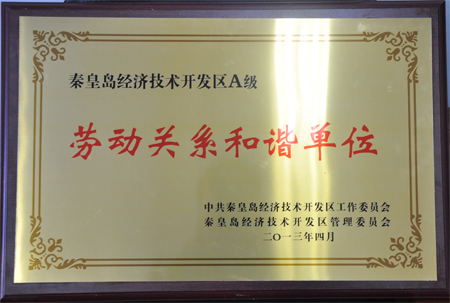 秦皇岛经济技术开发区A级
劳动关系和谐单位
中共秦皇岛经济技术开发区工作委员会
秦皇岛经济技术开发区管理委员会
二〇一三年四月